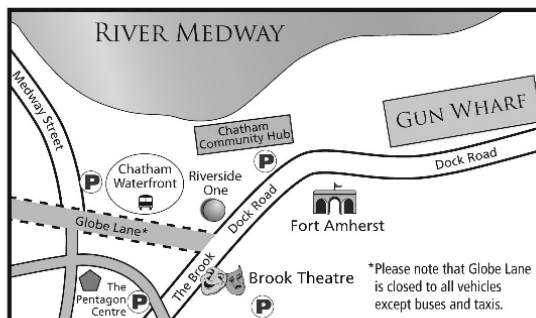 RIVER MEDWAY
Medway Street
GUN WHARF
Chatham
Community Hub
P
Dock Road
P
Chatham
Waterfront
Riverside
One
Dock Road
Fort Amherst
Globe Lane*
The Brook
Brook Theatre
The
Pentagon
Centre
P
P
*Please note that Globe Lane
is closed to all vehicles
except buses and taxis.